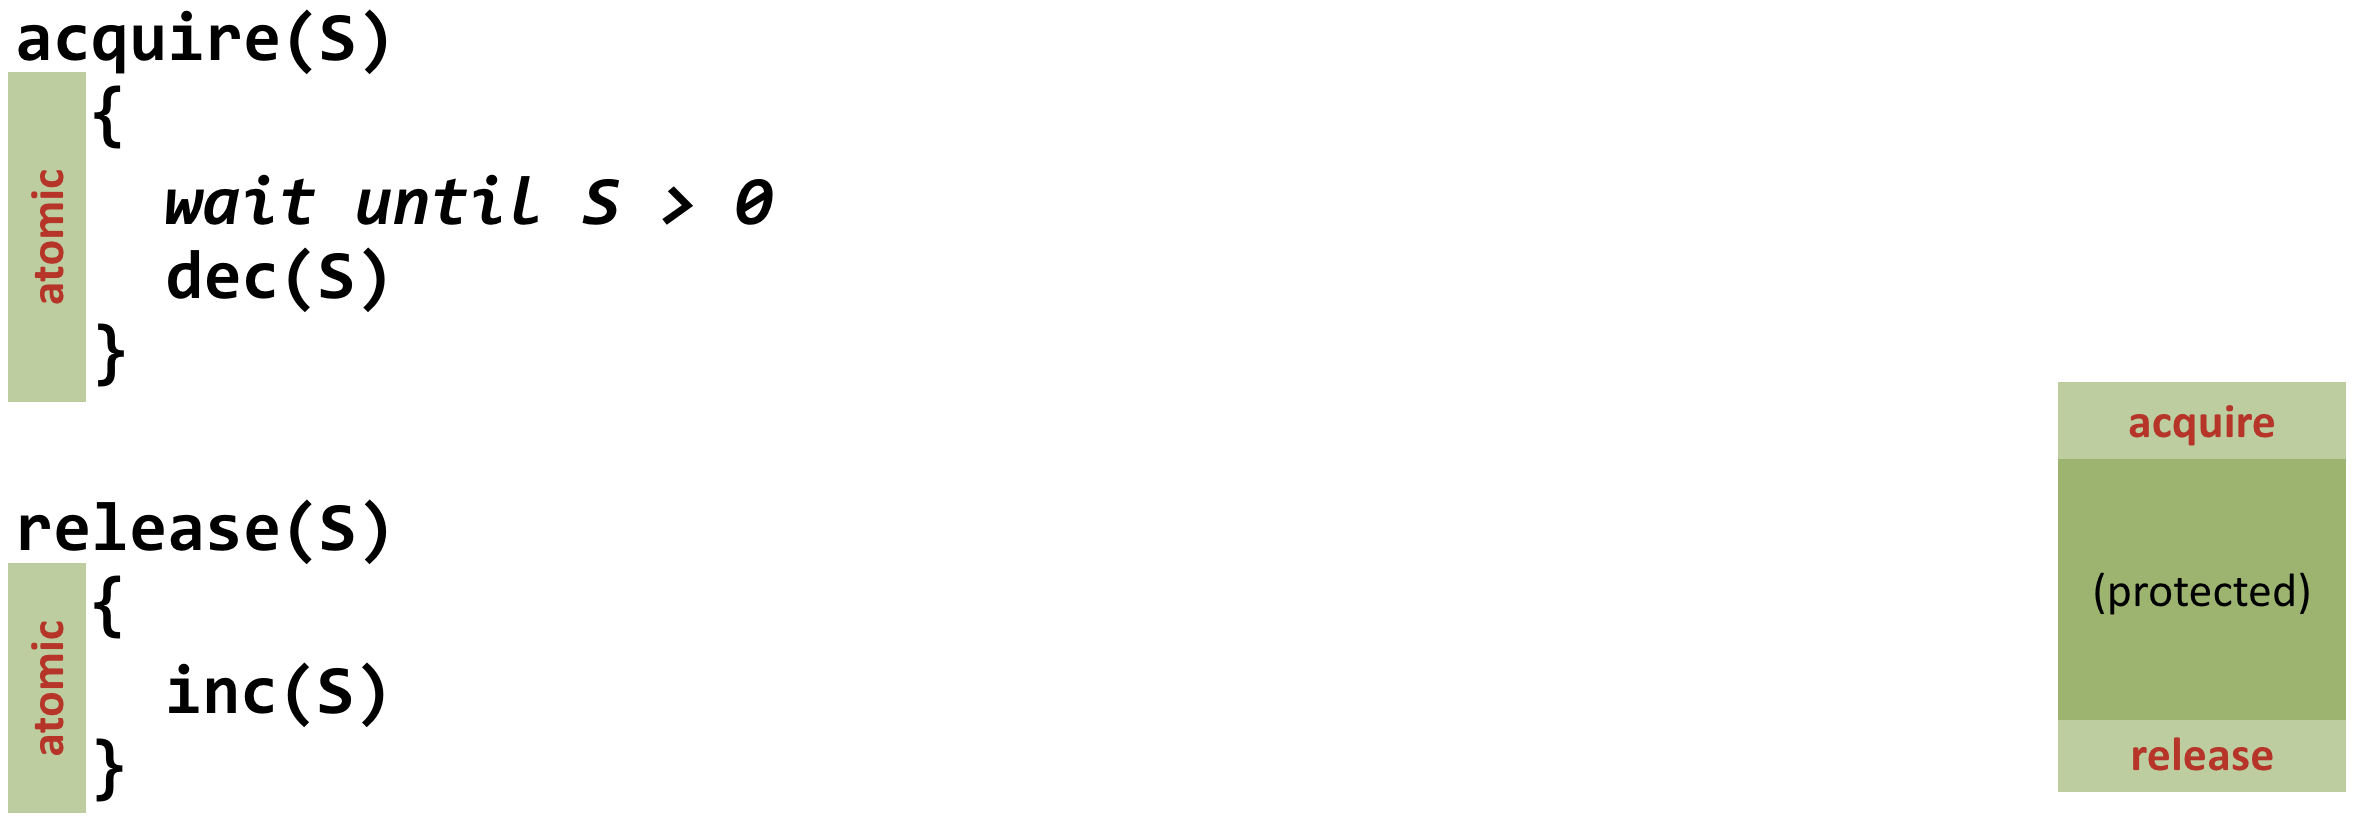 acquire(S)
{
wait until S > 0
dec(S)
}
atomic
release(S)
{
inc(S)
}
atomic
acquire
(protected)
release